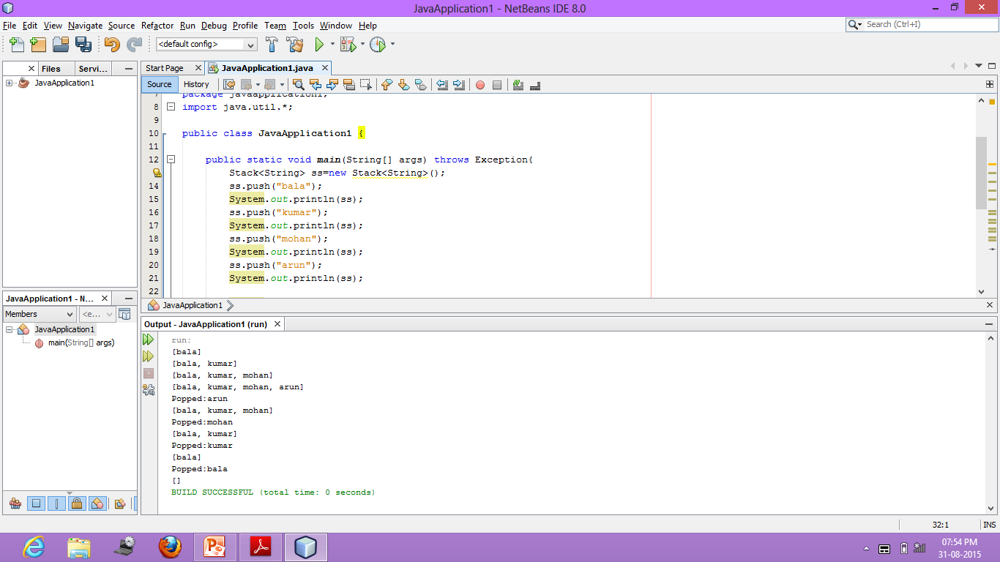 JavaApplication1 - NetBeans IDE 8.0
File Edit View Navigate Source Refactor Run Debug Profile Team Tools Window Help
Search (Ctrl+I)
<default config>
Files
Servi...
JavaApplication1
Start Page
JavaApplication1.java
Source
History
7 package javaapplication1;
8 import java.util.*;
9
10 public class JavaApplication1 {
11
12 public static void main(String[] args) throws Exception{
Stack<String> ss=new Stack<String>();
14 ss.push("bala");
15 System.out.println(ss);
16 ss.push("kumar");
17 System.out.println(ss);
18 ss.push("mohan");
19 System.out.println(ss);
20 ss.push("arun");
21 System.out.println(ss);
22
JavaApplication1
JavaApplication1 - N...
Members
<e...
JavaApplication1
main(String[] args)
Output - JavaApplication1 (run)
run:
[bala]
[bala, kumar]
[bala, kumar, mohan]
[bala, kumar, mohan, arun]
Popped:arun
[bala, kumar, mohan]
Popped:mohan
[bala, kumar]
Popped:kumar
[bala]
Popped:bala
[]
BUILD SUCCESSFUL (total time: 0 seconds)
32:1
INS
07:54 PM
31-08-2015